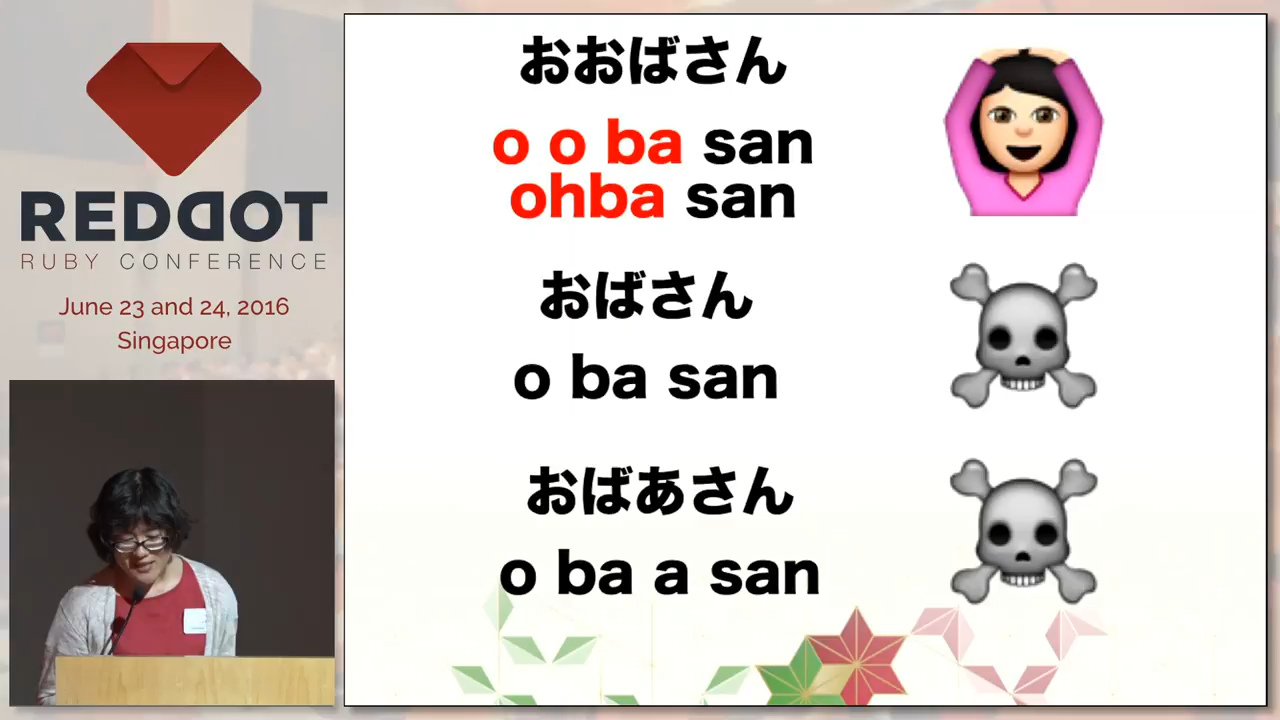 REDDOT
RUBY CONFERENCE
June 23 and 24, 2016
Singapore
おおばさん
o o ba san
ohba san
おばさん
o ba san
おばあさん
o ba a san